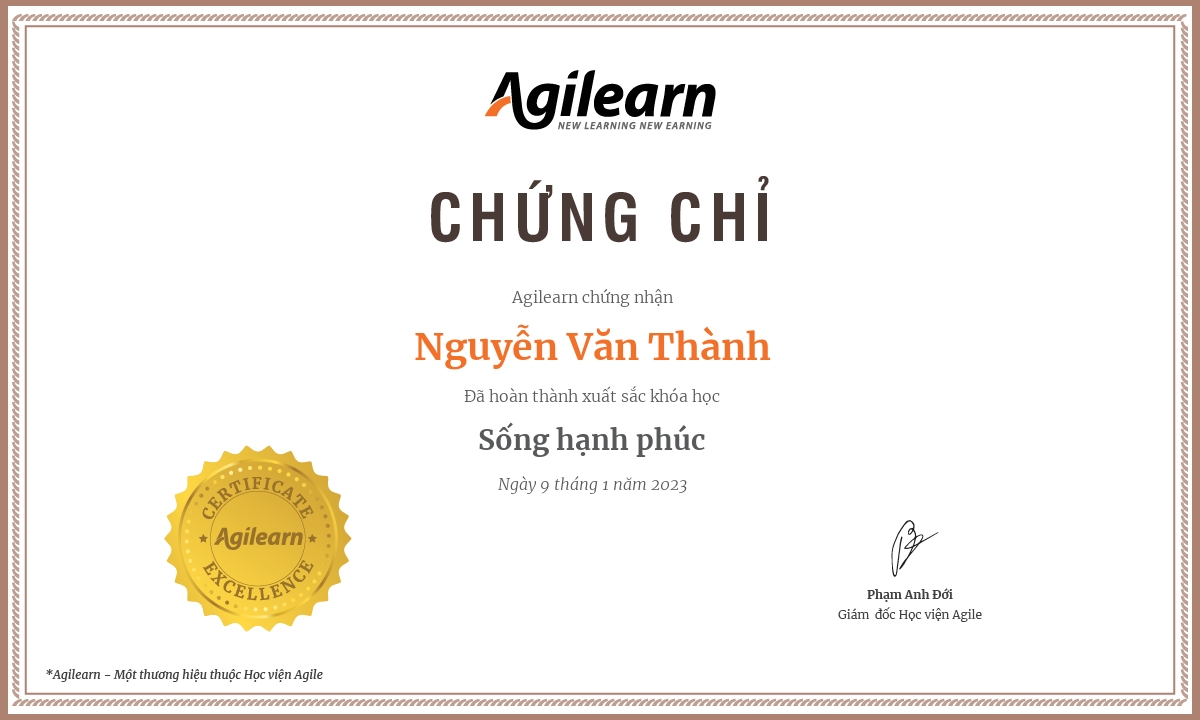 Agilearn
NEW LEARNING NEW EARNING
CHỨNG CHỈ
Agilearn chứng nhận
Nguyễn Văn Thành
Đã hoàn thành xuất sắc khóa học
Sống hạnh phúc
Ngày 9 tháng 1 năm 2023
CERTIFICATE
Agilearn
EXCELLENCE
Phạm Anh Đới
Giám đốc Học viện Agile
*Agilearn – Một thương hiệu thuộc Học viện Agile